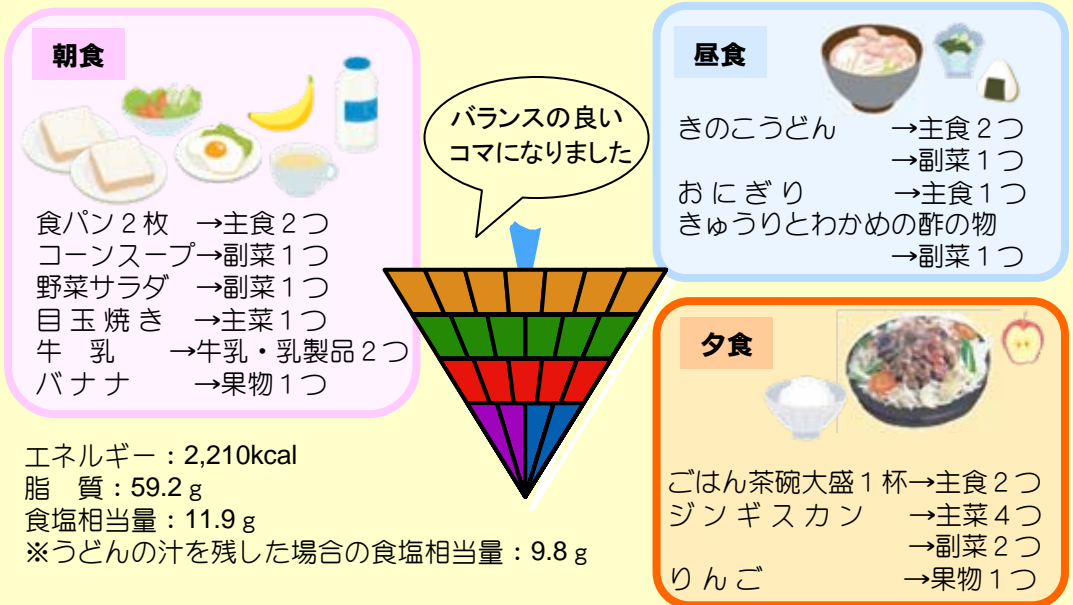 朝食
食パン２枚　→主食２つ
コーンスープ→副菜１つ
野菜サラダ　→副菜１つ
目玉焼き　→主菜１つ
牛　乳　→牛乳・乳製品２つ
バナナ　→果物１つ
バランスの良い
コマになりました
昼食
きのこうどん　→主食２つ
→副菜１つ
おにぎり　→主食１つ
きゅうりとわかめの酢の物
→副菜１つ
夕食
ごはん茶碗大盛１杯→主食２つ
ジンギスカン　→主菜４つ
→副菜２つ
りんご　→果物１つ
エネルギー：2,210kcal
脂　質：59.2ｇ
食塩相当量：11.9ｇ
※うどんの汁を残した場合の食塩相当量：9.8ｇ